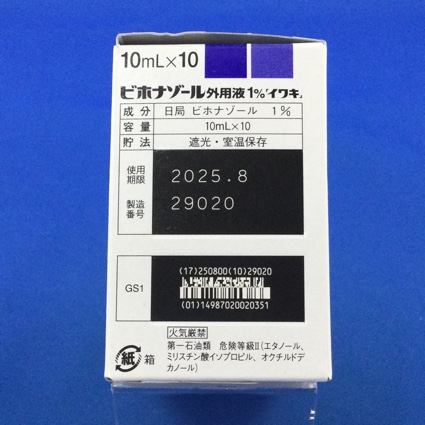 10mL×10
ビホナゾール外用液1%「イワキ」
成分 日局 ビホナゾール 1%
容量 10mL×10
貯法 遮光・室温保存
使用期限 2025.8
製造番号 29020
(17)250800(10)29020
GS1
(01)14987020020351
火気厳禁
第一石油類 危険等級Ⅱ(エタノール、
ミリスチン酸イソプロピル、オクチルドデ
カノール)
紙 箱